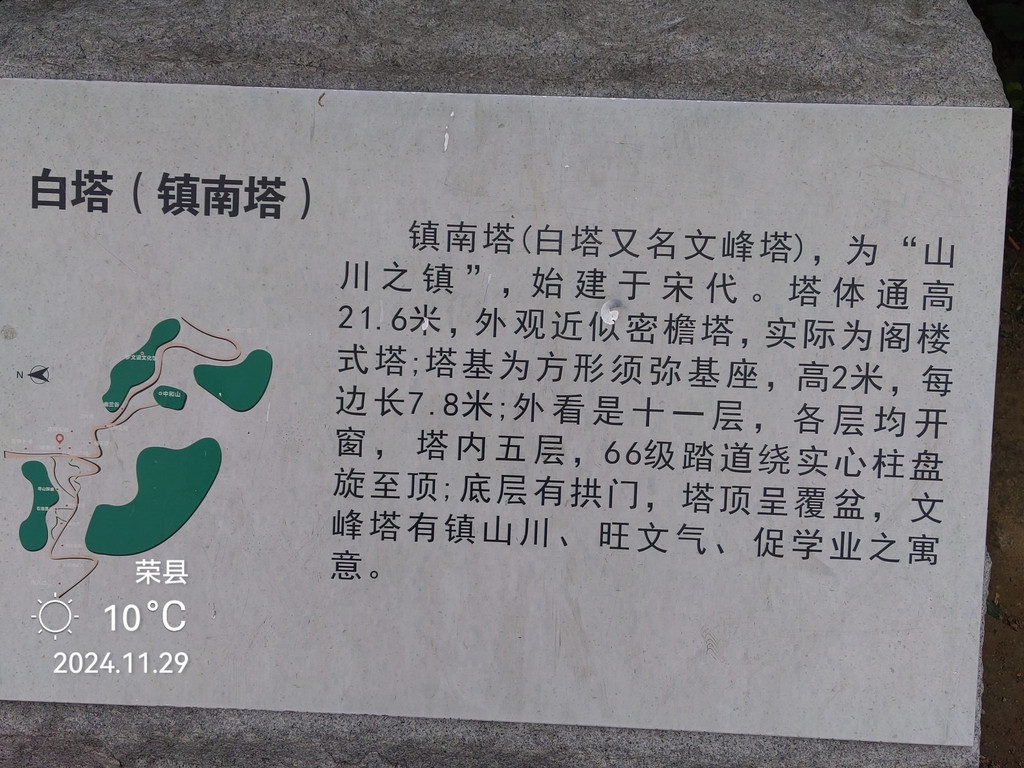 白塔（镇南塔）
镇南塔(白塔又名文峰塔)，为“山
川之镇”，始建于宋代。塔体通高
21.6米，外观近似密檐塔，实际为阁楼
式塔;塔基为方形须弥基座，高2米，每
边长7.8米;外看是十一层，各层均开
窗，塔内五层，66级踏道绕实心柱盘
旋至顶;底层有拱门，塔顶呈覆盆，文
峰塔有镇山川、旺文气、促学业之寓
意。
N
中和山
荣县
10°C
2024.11.29